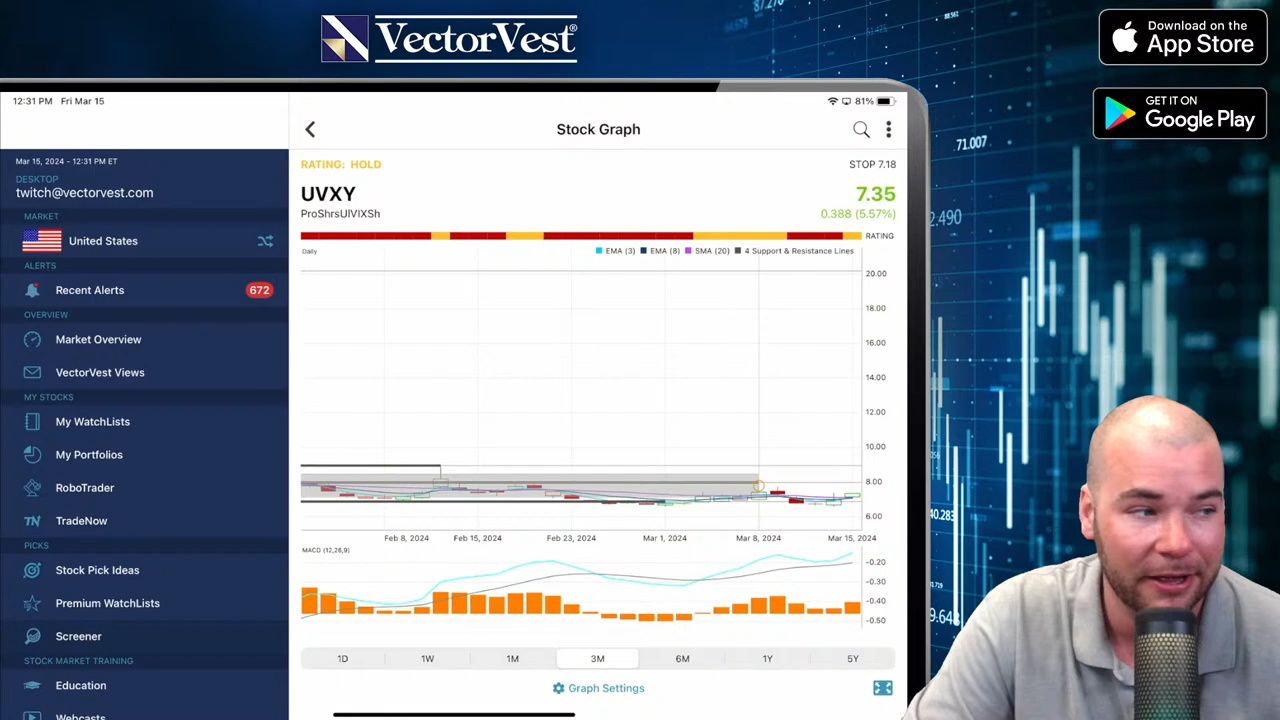 VectorVest®
Download on the
App Store
GET IT ON
Google Play
12:31 PM Fri Mar 15
81%
Mar 15, 2024 - 12:31 PM ET
DESKTOP
twitch@vectorvest.com
MARKET
United States
ALERTS
Recent Alerts
672
OVERVIEW
Market Overview
VectorVest Views
MY STOCKS
My WatchLists
My Portfolios
RoboTrader
TN TradeNow
PICKS
Stock Pick Ideas
Premium WatchLists
Screener
STOCK MARKET TRAINING
Education
Webcasts
Stock Graph
RATING: HOLD
STOP 7.18
UVXY
7.35
ProShrsUlVIXSh
0.388 (5.57%)
RATING
Daily
EMA (3) EMA (8) SMA (20) 4 Support & Resistance Lines
20.00
18.00
16.00
14.00
12.00
10.00
8.00
6.00
Feb 8, 2024 Feb 15, 2024 Feb 23, 2024 Mar 1, 2024 Mar 8, 2024 Mar 15, 2024
MACD (12,26,9)
-0.20
-0.30
-0.40
-0.50
1D 1W 1M 3M 6M 1Y 5Y
Graph Settings
71.007
2.490
40.283
9.648